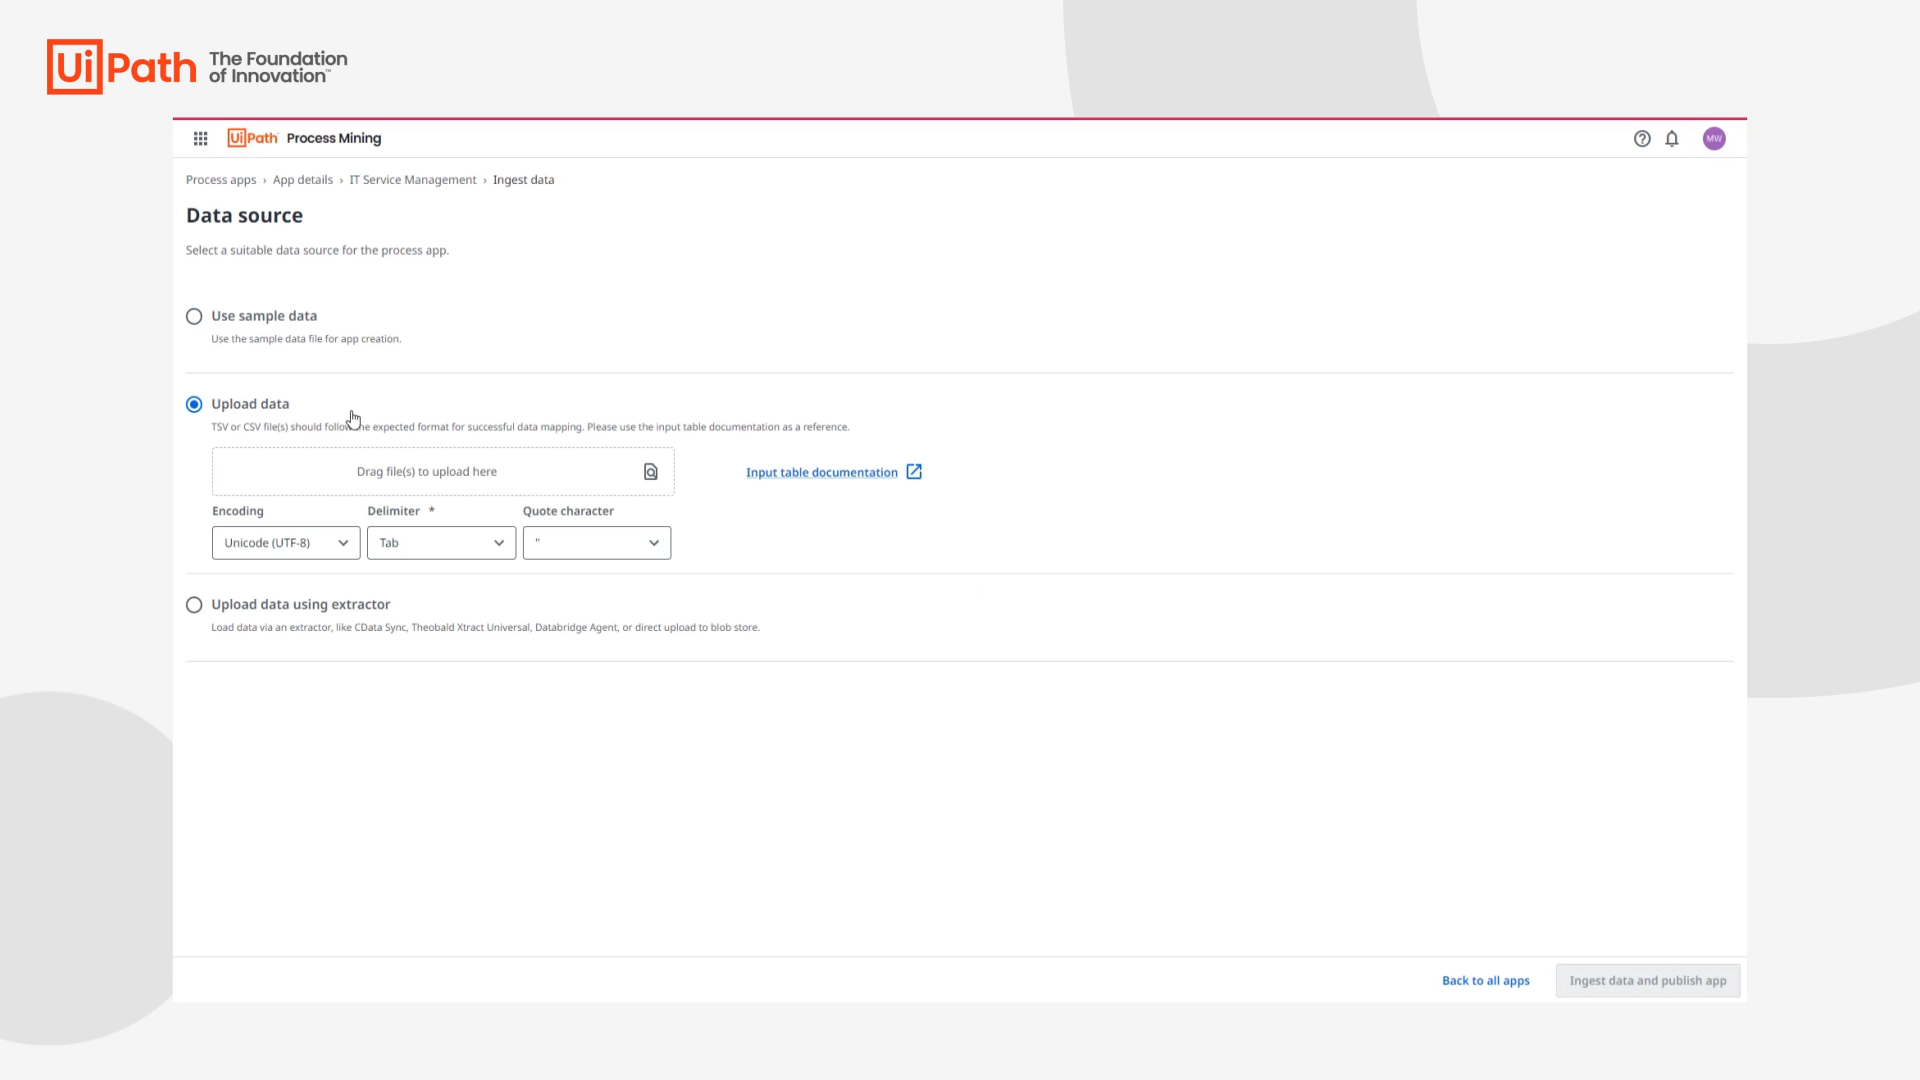 UiPath The Foundation of Innovation™
UiPath Process Mining
MW
Process apps › App details › IT Service Management › Ingest data
Data source
Select a suitable data source for the process app.
Use sample data
Use the sample data file for app creation.
Upload data
TSV or CSV file(s) should follow expected format for successful data mapping. Please use the input table documentation as a reference.
Drag file(s) to upload here
Input table documentation
Encoding Delimiter * Quote character
Unicode (UTF-8) Tab "
Upload data using extractor
Load data via an extractor, like CData Sync, Theobald Xtract Universal, Databridge Agent, or direct upload to blob store.
Back to all apps Ingest data and publish app